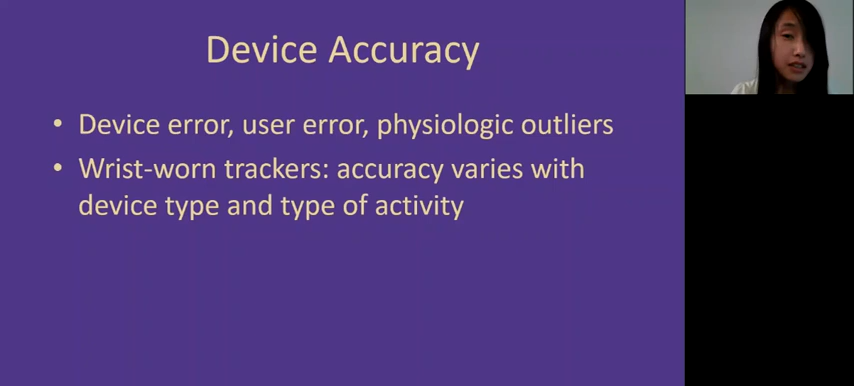 Device Accuracy
• Device error, user error, physiologic outliers
• Wrist-worn trackers: accuracy varies with
device type and type of activity